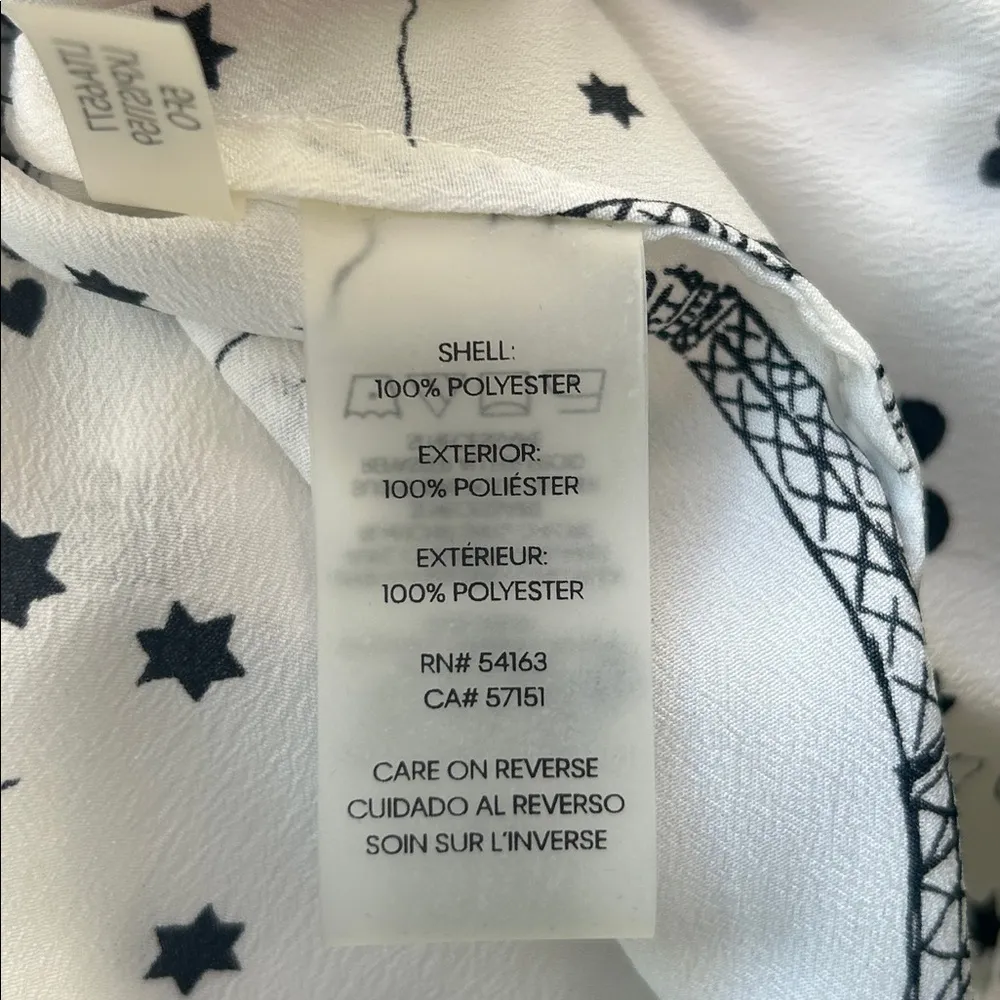 SHELL:
100% POLYESTER
EXTERIOR:
100% POLIÉSTER
EXTÉRIEUR:
100% POLYESTER
RN# 54163
CA# 57151
CARE ON REVERSE
CUIDADO AL REVERSO
SOIN SUR L'INVERSE